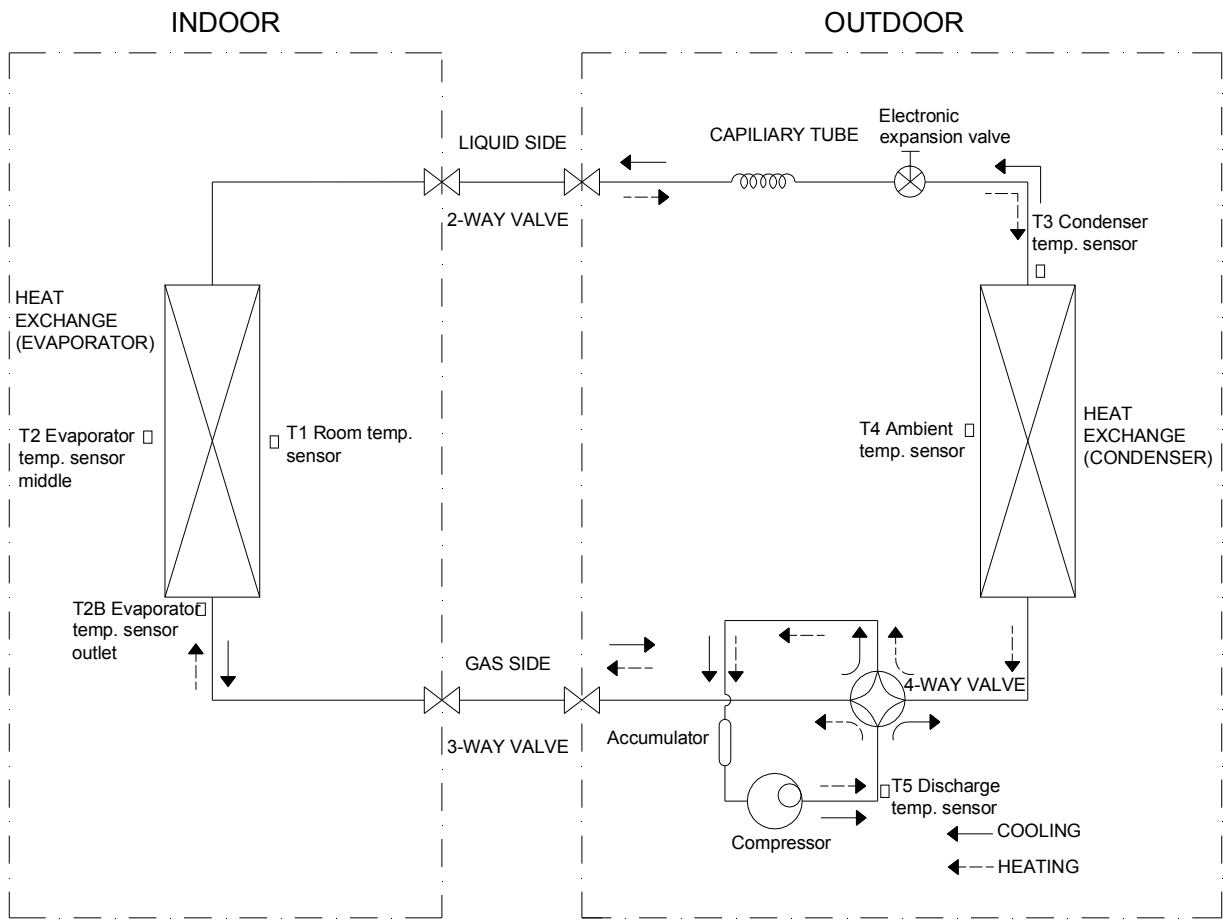 INDOOR
OUTDOOR
LIQUID SIDE
CAPILIARY TUBE
Electronic
expansion valve
2-WAY VALVE
T3 Condenser
temp. sensor
HEAT
EXCHANGE
(EVAPORATOR)
T2 Evaporator
temp. sensor
middle
T1 Room temp.
sensor
T4 Ambient
temp. sensor
HEAT
EXCHANGE
(CONDENSER)
T2B Evaporator
temp. sensor
outlet
GAS SIDE
4-WAY VALVE
3-WAY VALVE
Accumulator
T5 Discharge
temp. sensor
Compressor
COOLING
HEATING